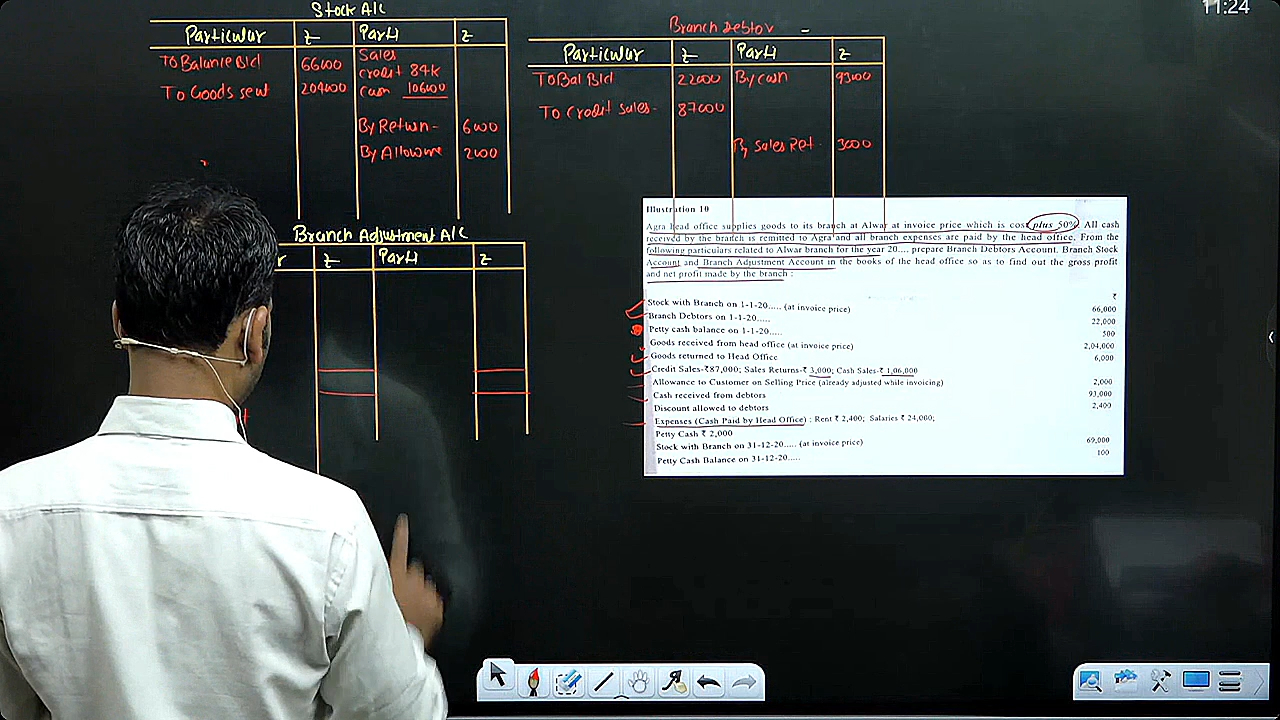 11:24
Stock A/c
Particular ₹ Parti ₹
To Balance B/d 66000 Sales
credit 84k
To Goods sent 204000 cash 106000
By Return - 6000
By Allowme 2000
Branch Debtor -
Particular ₹ Parti ₹
To Bal B/d 22000 By cash 93000
To credit sales - 87000
By Sales Ret. 3000
Branch Adjustment A/c
r ₹ Parti ₹
Illustration 10
Agra head office supplies goods to its branch at Alwar at invoice price which is cost plus 50%. All cash
received by the branch is remitted to Agra and all branch expenses are paid by the head office. From the
following particulars related to Alwar branch for the year 20.... prepare Branch Debtors Account, Branch Stock
Account and Branch Adjustment Account in the books of the head office so as to find out the gross profit
and net profit made by the branch :
₹
Stock with Branch on 1-1-20..... (at invoice price) 66,000
Branch Debtors on 1-1-20..... 22,000
Petty cash balance on 1-1-20..... 500
Goods received from head office (at invoice price) 2,04,000
Goods returned to Head Office 6,000
Credit Sales-₹87,000; Sales Returns-₹ 3,000; Cash Sales-₹ 1,06,000
Allowance to Customer on Selling Price (already adjusted while invoicing) 2,000
Cash received from debtors 93,000
Discount allowed to debtors 2,400
Expenses (Cash Paid by Head Office) : Rent ₹ 2,400; Salaries ₹ 24,000;
Petty Cash ₹ 2,000
Stock with Branch on 31-12-20..... (at invoice price) 69,000
Petty Cash Balance on 31-12-20..... 100